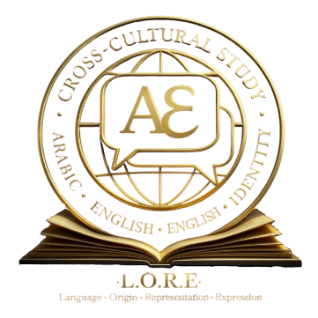 · CROSS-CULTURAL STUDY ·
ARABIC · ENGLISH · ENGLISH · IDENTITY
AƐ
·L.O.R.E·
Language - Origin - Representation - Expression